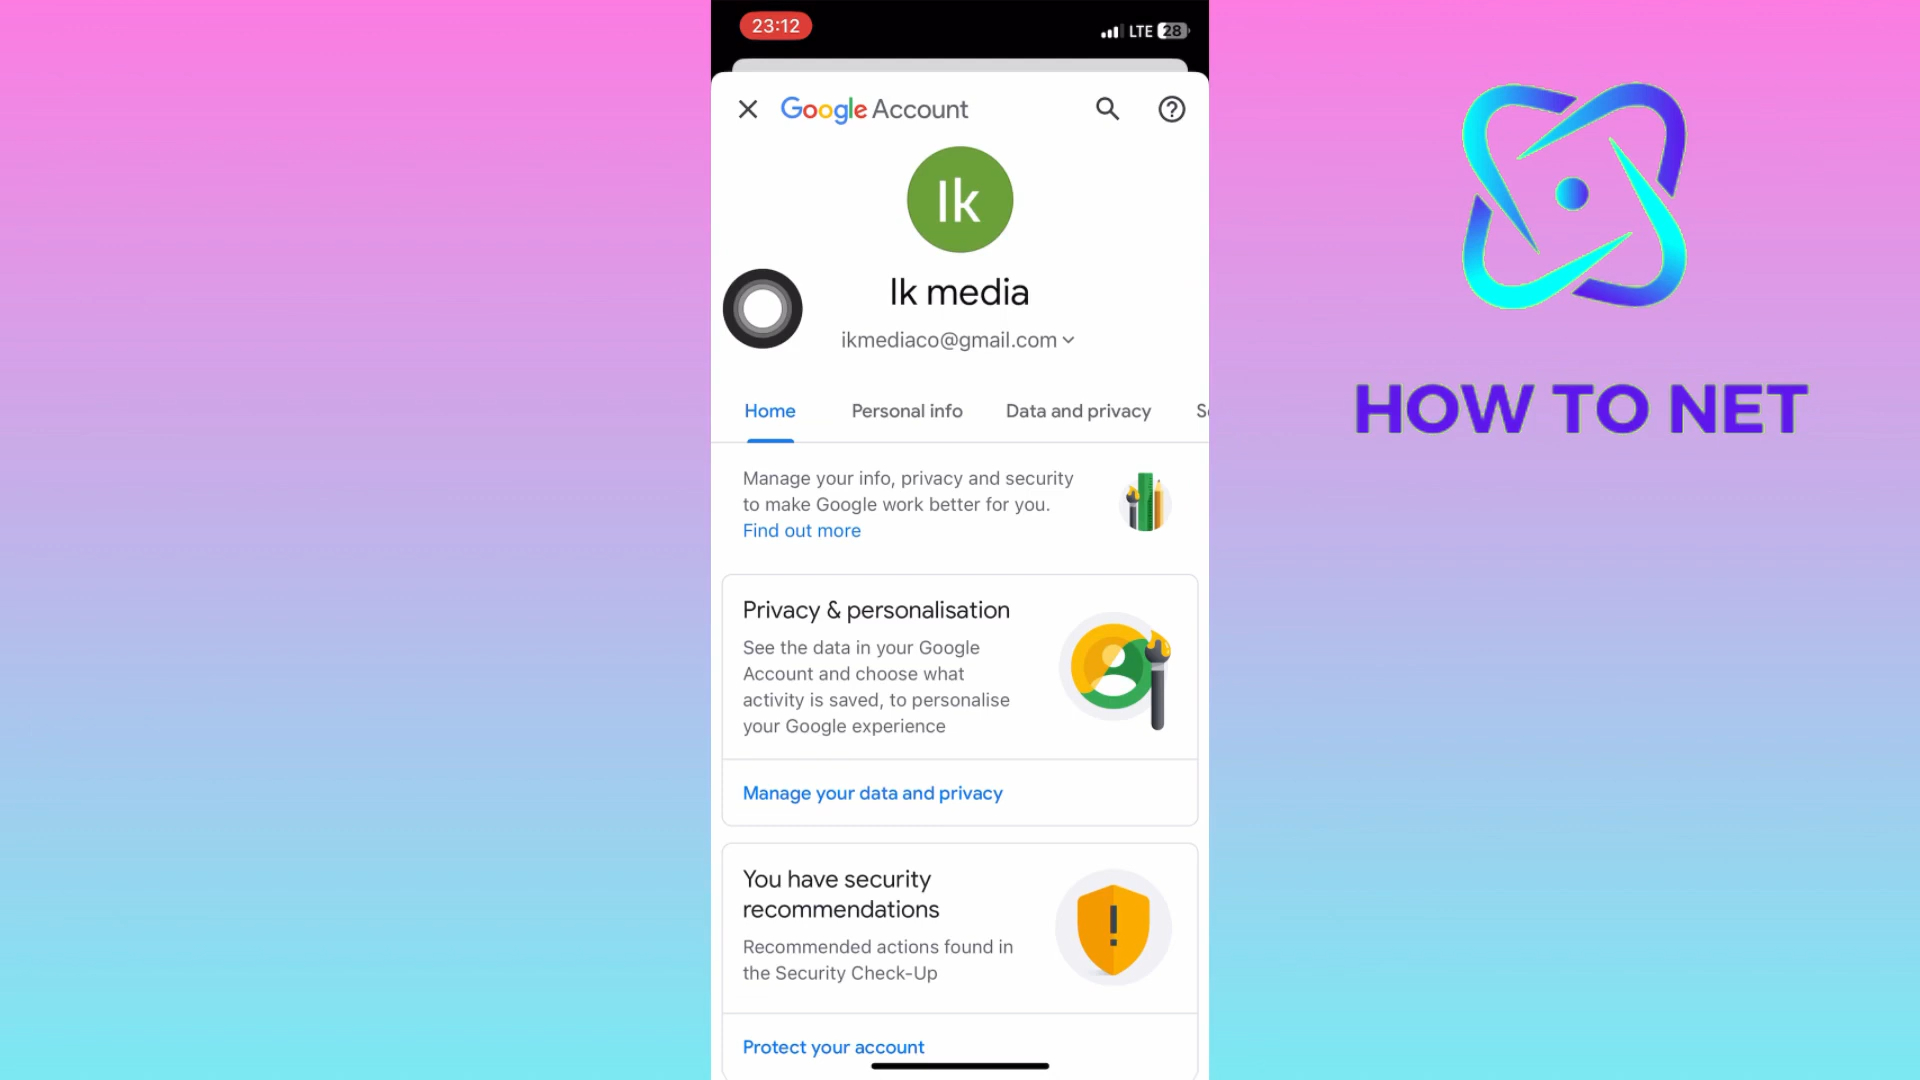 23:12
LTE 28
Google Account
Ik
Ik media
ikmediaco@gmail.com
Home Personal info Data and privacy
Manage your info, privacy and security
to make Google work better for you.
Find out more
Privacy & personalisation
See the data in your Google
Account and choose what
activity is saved, to personalise
your Google experience
Manage your data and privacy
You have security
recommendations
Recommended actions found in
the Security Check-Up
Protect your account
HOW TO NET